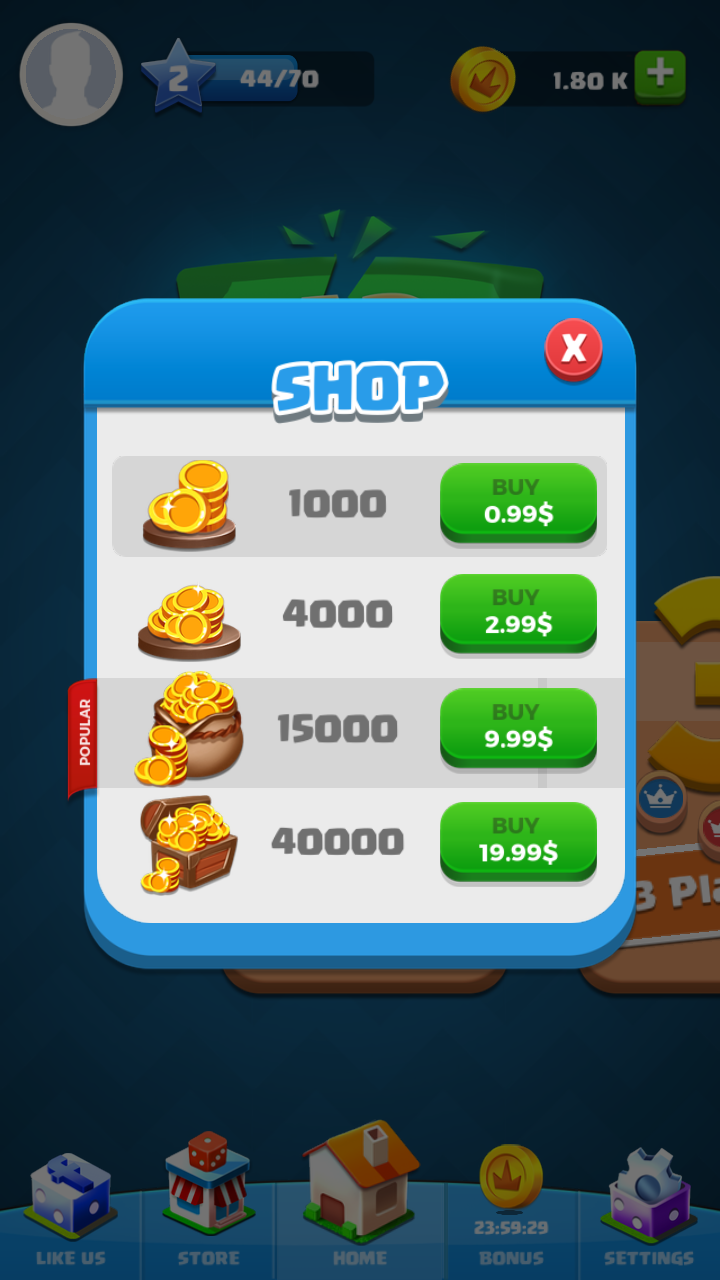 2
44/70
1.80 K
SHOP
X
1000
BUY
0.99$
4000
BUY
2.99$
POPULAR
15000
BUY
9.99$
40000
BUY
19.99$
3 Pla
23:59:29
LIKE US
STORE
HOME
BONUS
SETTINGS